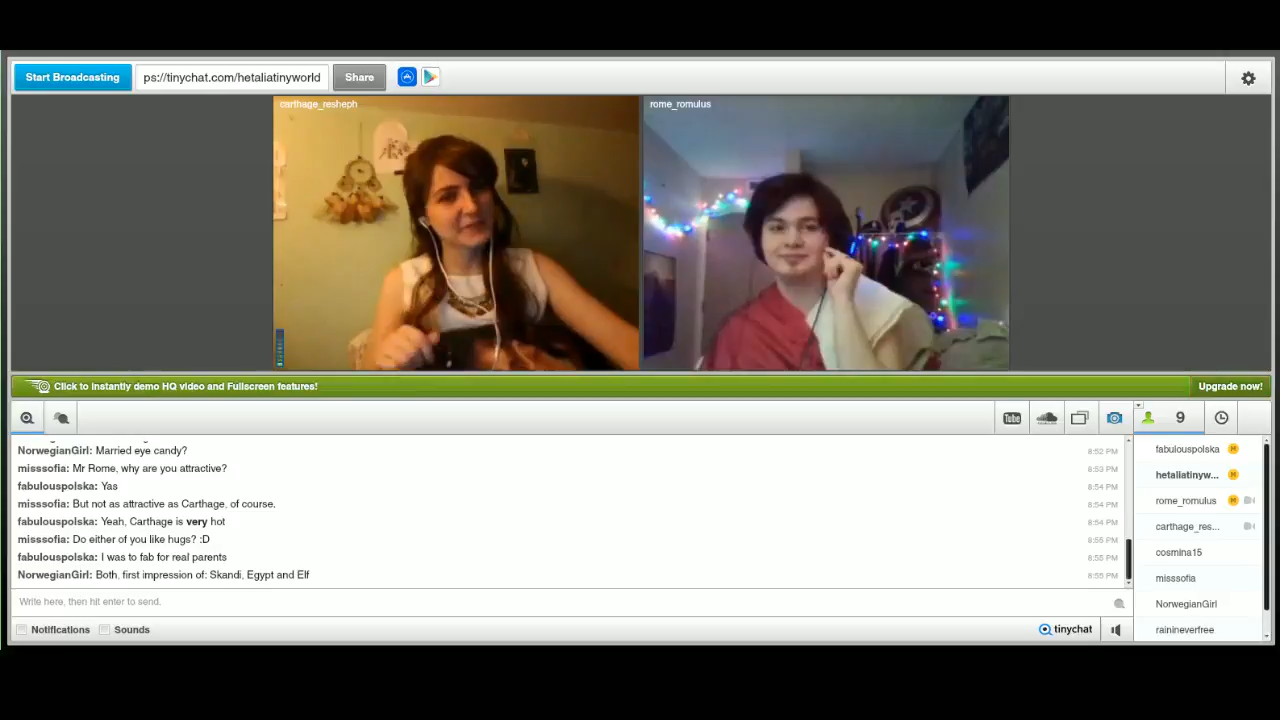 Start Broadcasting
ps://tinychat.com/hetaliatinyworld
Share
carthage_resheph
rome_romulus
Click to instantly demo HQ video and Fullscreen features!
Upgrade now!
You Tube
9
NorwegianGirl: Married eye candy? 8:52 PM
misssofia: Mr Rome, why are you attractive? 8:53 PM
fabulouspolska: Yas 8:54 PM
misssofia: But not as attractive as Carthage, of course. 8:54 PM
fabulouspolska: Yeah, Carthage is very hot 8:54 PM
misssofia: Do either of you like hugs? :D 8:55 PM
fabulouspolska: I was to fab for real parents 8:55 PM
NorwegianGirl: Both, first impression of: Skandi, Egypt and Elf 8:55 PM
Write here, then hit enter to send.
Notifications
Sounds
tinychat
fabulouspolska M
hetaliatinyw... M
rome_romulus M
carthage_res...
cosmina15
misssofia
NorwegianGirl
rainineverfree